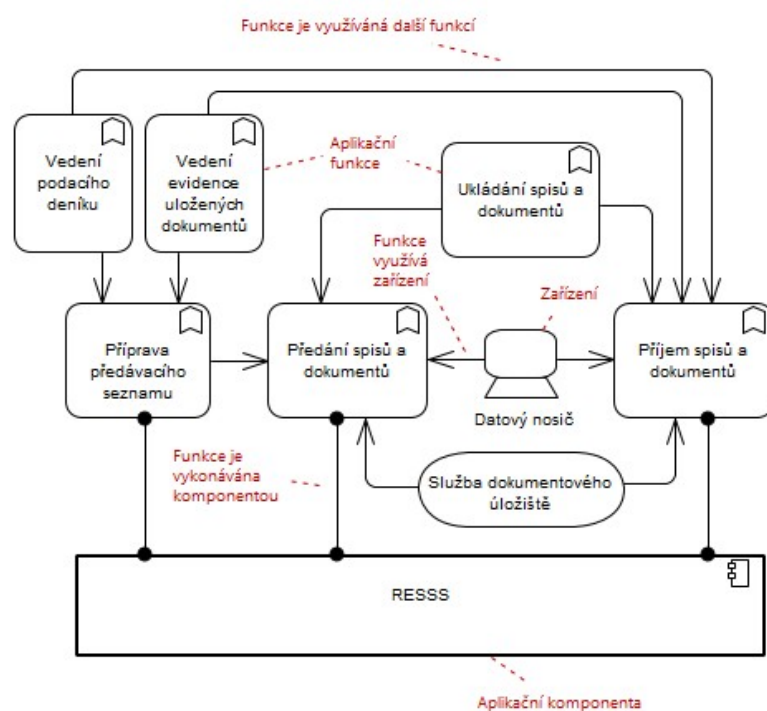 Funkce je využíváná další funkcí
Vedení
podacího
deníku
Vedení
evidence
uložených
dokumentů
Aplikační
funkce
Ukládání spisů a
dokumentů
Funkce
využívá
zařízení
Zařízení
Příprava
předávacího
seznamu
Předání spisů a
dokumentů
Datový nosič
Příjem spisů a
dokumentů
Funkce je
vykonávána
komponentou
Služba dokumentového
úložiště
RESSS
Aplikační komponenta